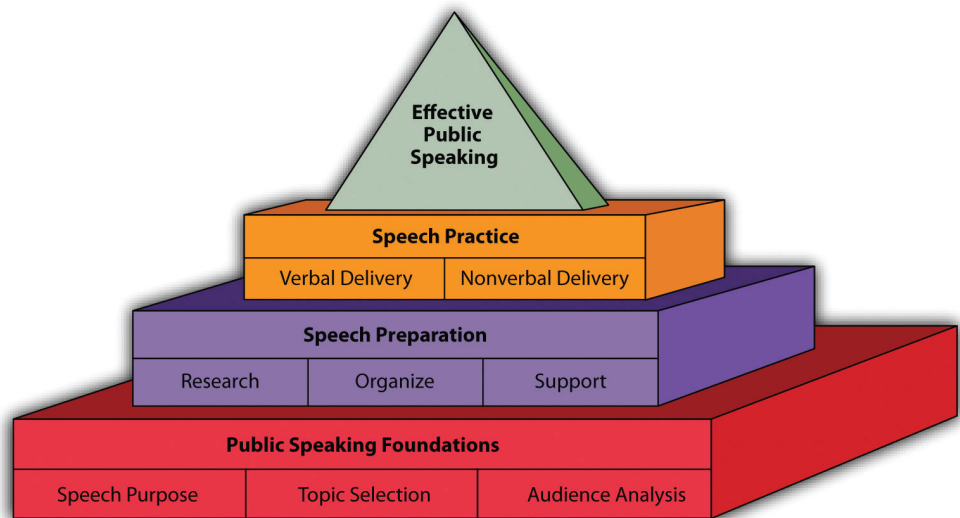 Effective
Public
Speaking
Speech Practice
Verbal Delivery
Nonverbal Delivery
Speech Preparation
Research
Organize
Support
Public Speaking Foundations
Speech Purpose
Topic Selection
Audience Analysis